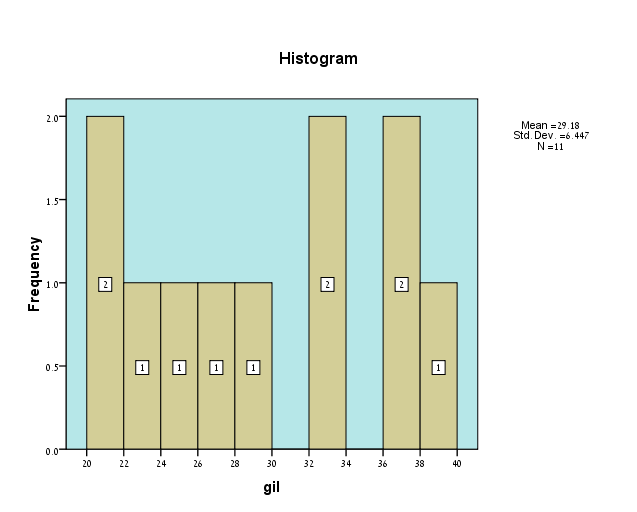 Histogram
Mean =29.18
Std. Dev. =6.447
N =11
Frequency
2.0
1.5
1.0
0.5
0.0
2
1
1
1
1
2
2
1
20 22 24 26 28 30 32 34 36 38 40
gil